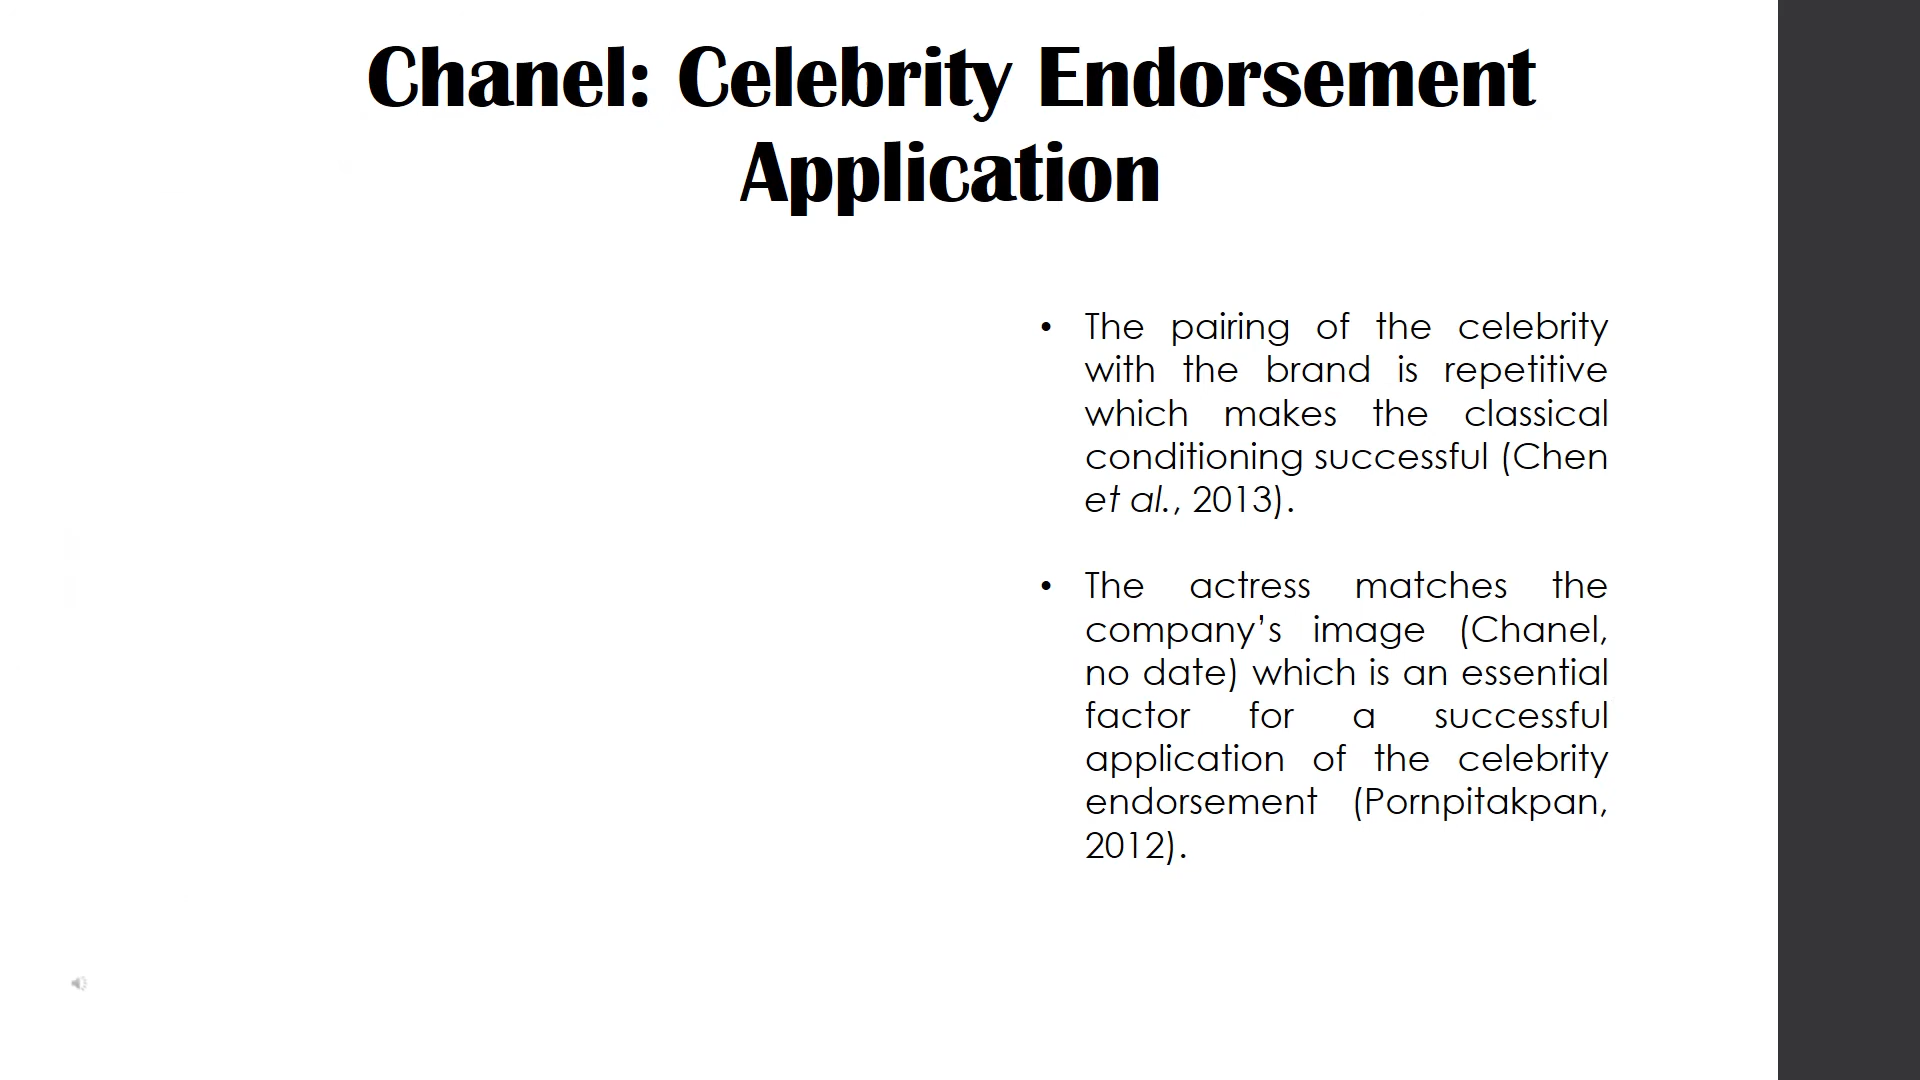 Chanel: Celebrity Endorsement
Application
• The pairing of the celebrity
with the brand is repetitive
which makes the classical
conditioning successful (Chen
et al., 2013).
• The actress matches the
company’s image (Chanel,
no date) which is an essential
factor for a successful
application of the celebrity
endorsement (Pornpitakpan,
2012).